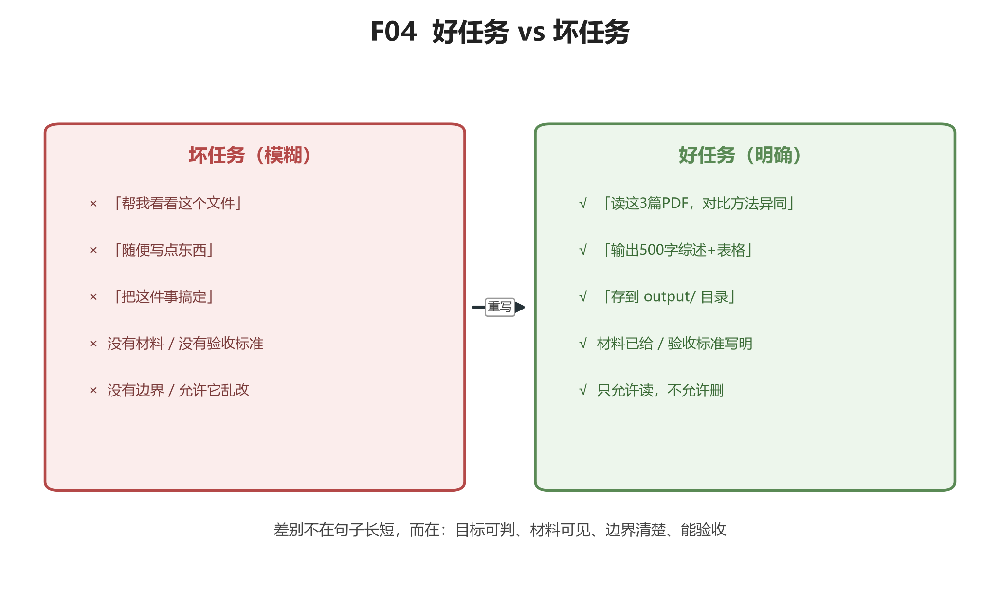 F04 好任务 vs 坏任务
坏任务（模糊）
× 「帮我看看这个文件」
× 「随便写点东西」
× 「把这件事搞定」
× 没有材料 / 没有验收标准
× 没有边界 / 允许它乱改
重写
好任务（明确）
√ 「读这3篇PDF，对比方法异同」
√ 「输出500字综述+表格」
√ 「存到 output/ 目录」
√ 材料已给 / 验收标准写明
√ 只允许读，不允许删
差别不在句子长短，而在：目标可判、材料可见、边界清楚、能验收